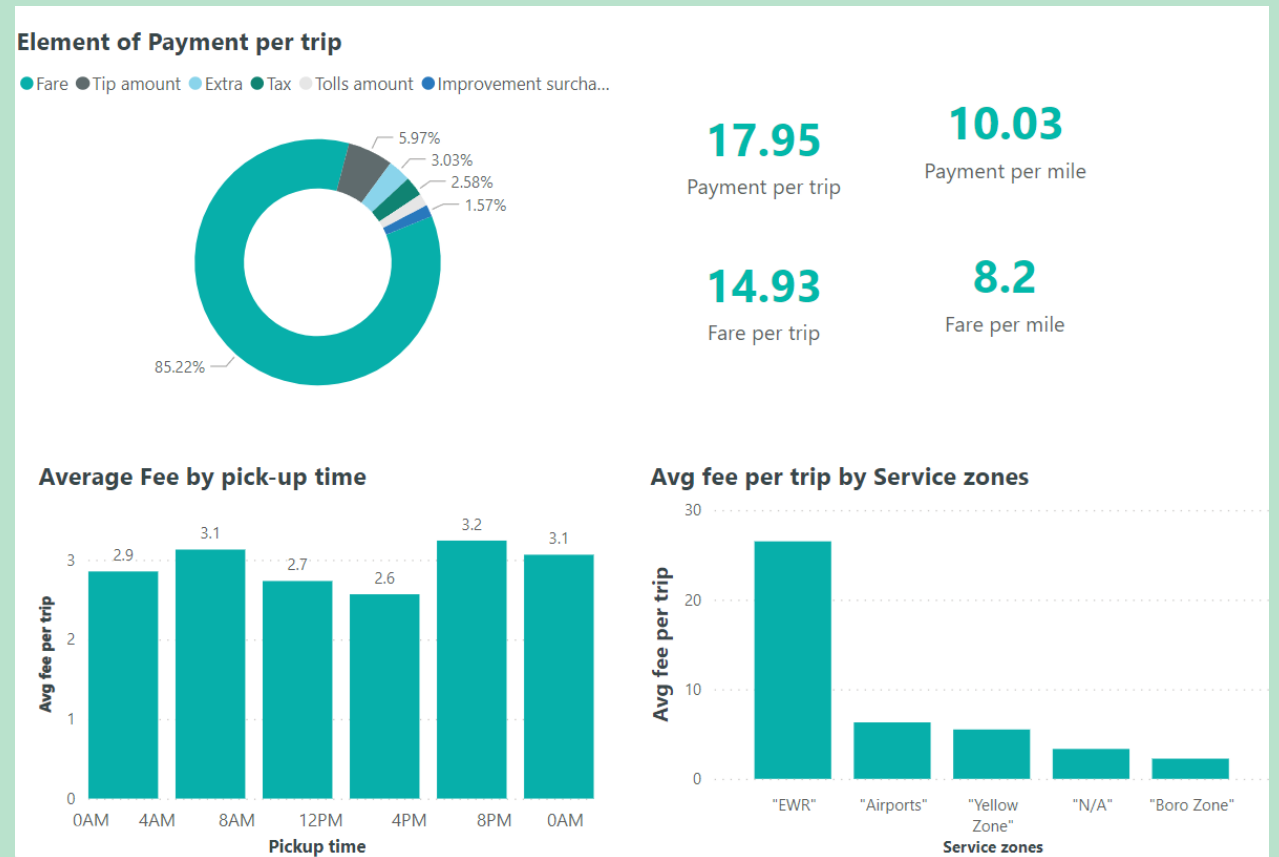 Element of Payment per trip
Fare Tip amount Extra Tax Tolls amount Improvement surcha...
5.97%
3.03%
2.58%
1.57%
85.22%
17.95
Payment per trip
10.03
Payment per mile
14.93
Fare per trip
8.2
Fare per mile
Average Fee by pick-up time
Avg fee per trip
3
2
1
0
2.9
3.1
2.7
2.6
3.2
3.1
0AM 4AM 8AM 12PM 4PM 8PM 0AM
Pickup time
Avg fee per trip by Service zones
Avg fee per trip
30
20
10
0
"EWR"
"Airports"
"Yellow
Zone"
"N/A"
"Boro Zone"
Service zones